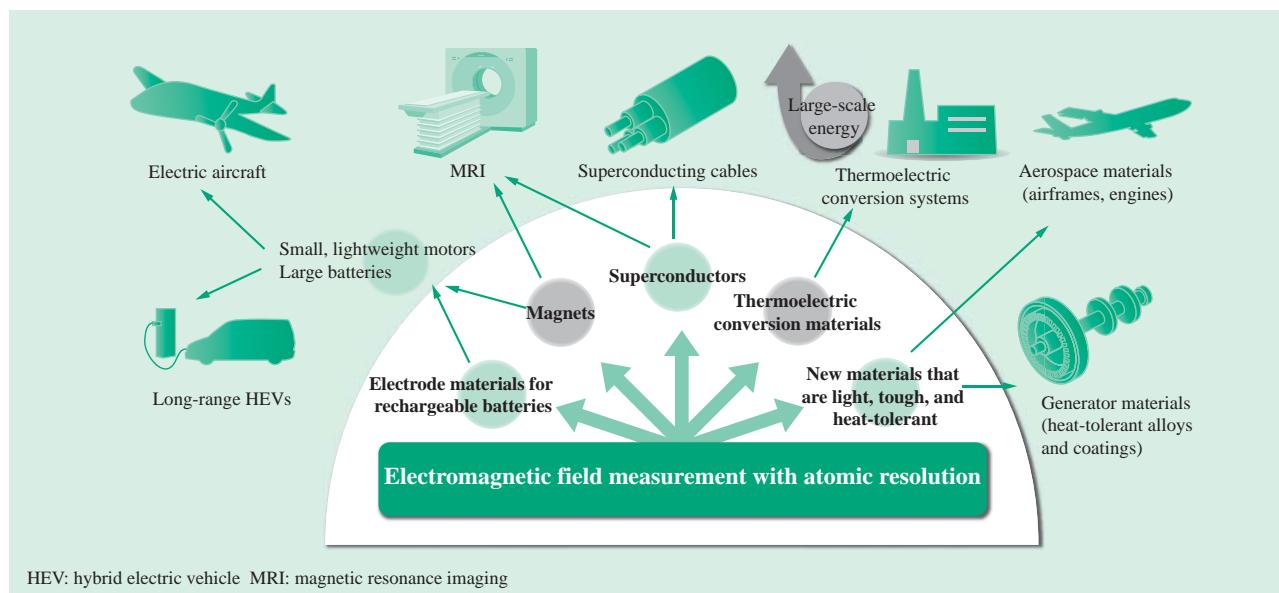 Large-scale
energy
Electric aircraft
MRI
Superconducting cables
Thermoelectric
conversion systems
Aerospace materials
(airframes, engines)
Small, lightweight motors
Large batteries
Superconductors
Magnets
Thermoelectric
conversion materials
Long-range HEVs
Electrode materials for
rechargeable batteries
New materials that
are light, tough, and
heat-tolerant
Generator materials
(heat-tolerant alloys
and coatings)
Electromagnetic field measurement with atomic resolution
HEV: hybrid electric vehicle MRI: magnetic resonance imaging